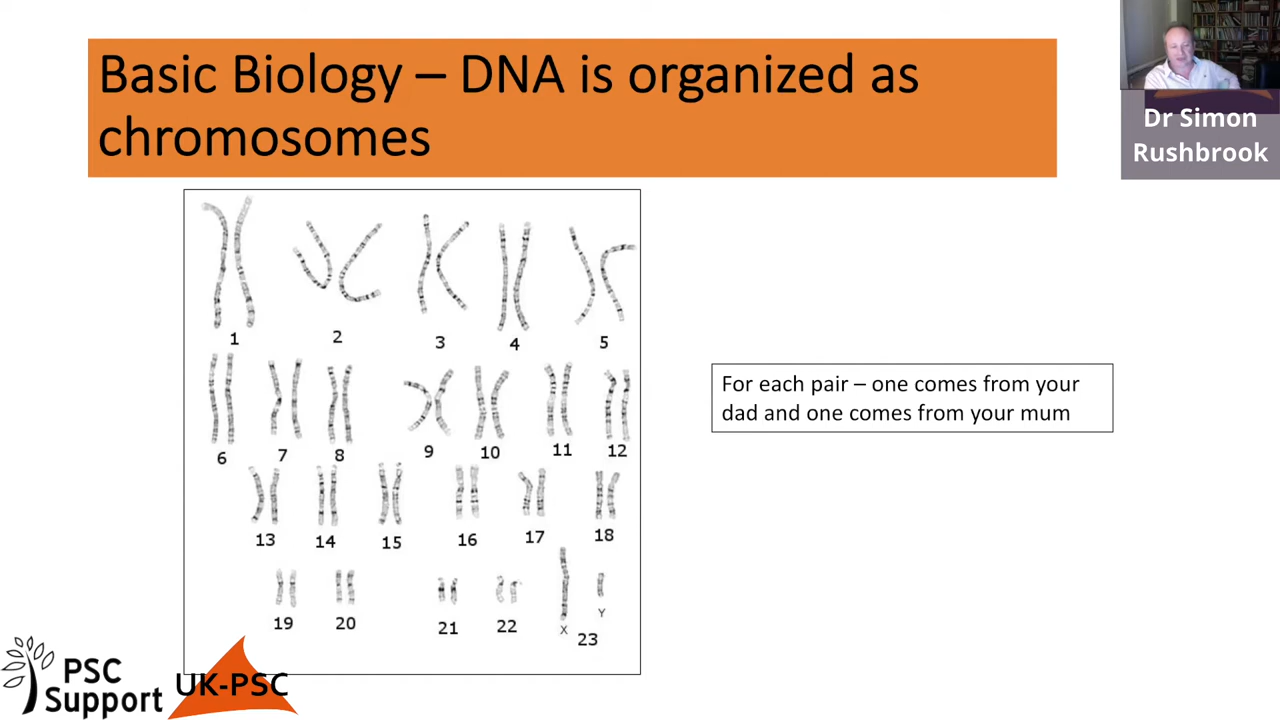 Basic Biology – DNA is organized as
chromosomes
Dr Simon
Rushbrook
1
2
3
4
5
For each pair – one comes from your
dad and one comes from your mum
6
7
8
9
10
11
12
13
14
15
16
17
18
19
20
21
22
X
Y
23
PSC
Support
UK-PSC